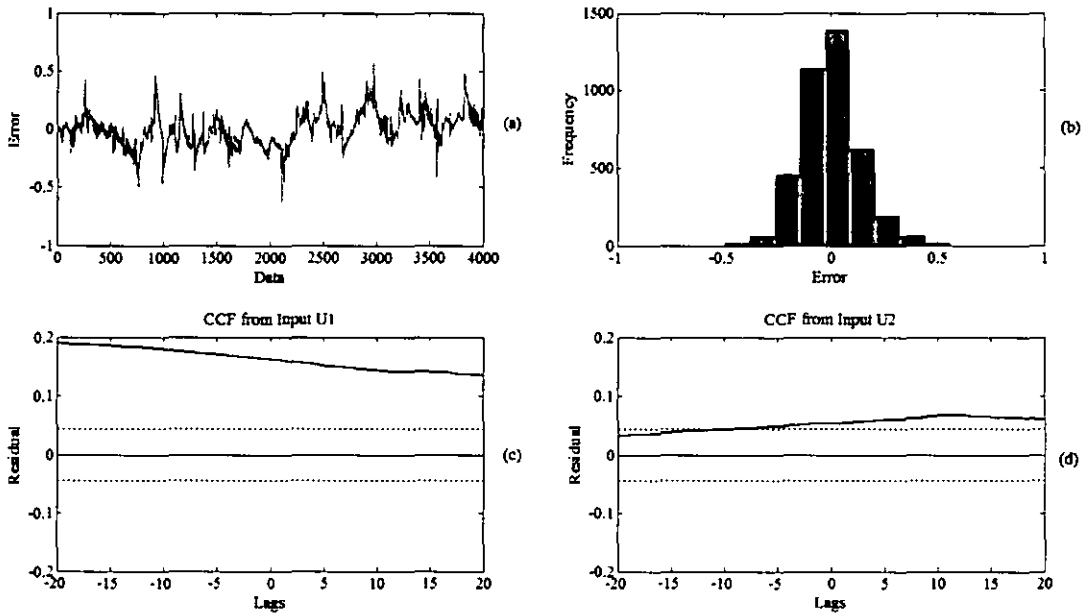 1
0.5
0
-0.5
-1
Error
0 500 1000 1500 2000 2500 3000 3500 4000
Data
(a)
1500
1000
500
0
Frequency
-1 -0.5 0 0.5 1
Error
(b)
CCF from Input U1
0.2
0.1
0
-0.1
-0.2
Residual
-20 -15 -10 -5 0 5 10 15 20
Lags
(c)
CCF from Input U2
0.2
0.1
0
-0.1
-0.2
Residual
-20 -15 -10 -5 0 5 10 15 20
Lags
(d)